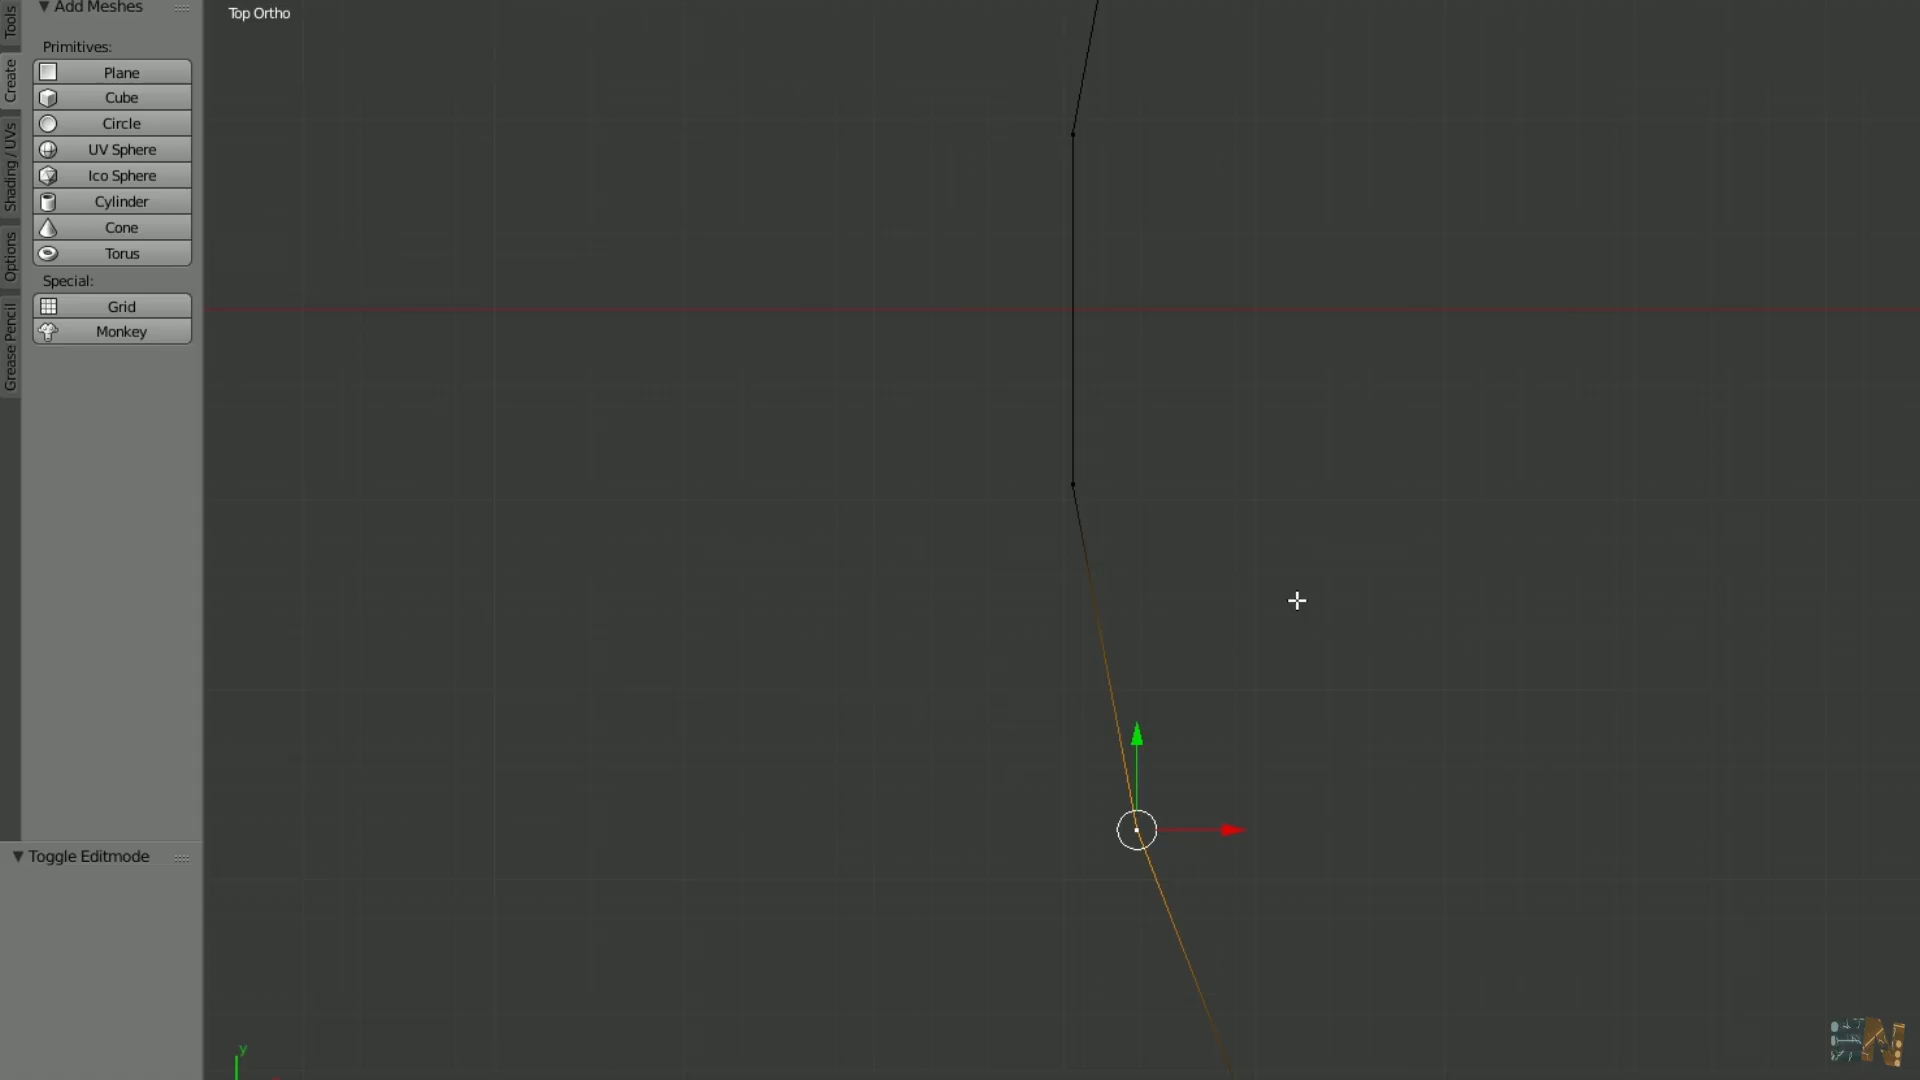 Add Meshes
Top Ortho
Tools
Create
Shading / UVs
Options
Grease Pencil
Primitives:
Plane
Cube
Circle
UV Sphere
Ico Sphere
Cylinder
Cone
Torus
Special:
Grid
Monkey
Toggle Editmode
y